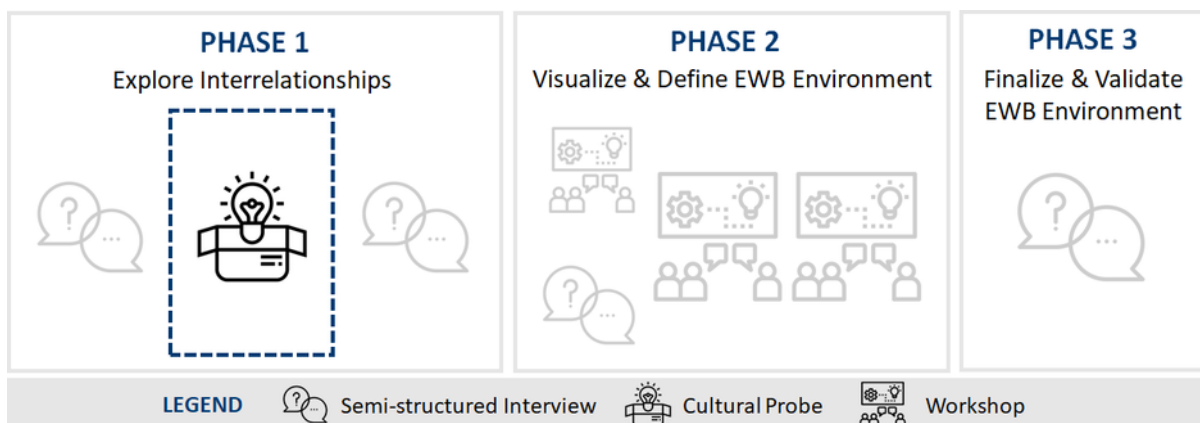 PHASE 1
Explore Interrelationships
PHASE 2
Visualize & Define EWB Environment
PHASE 3
Finalize & Validate
EWB Environment
LEGEND
Semi-structured Interview
Cultural Probe
Workshop